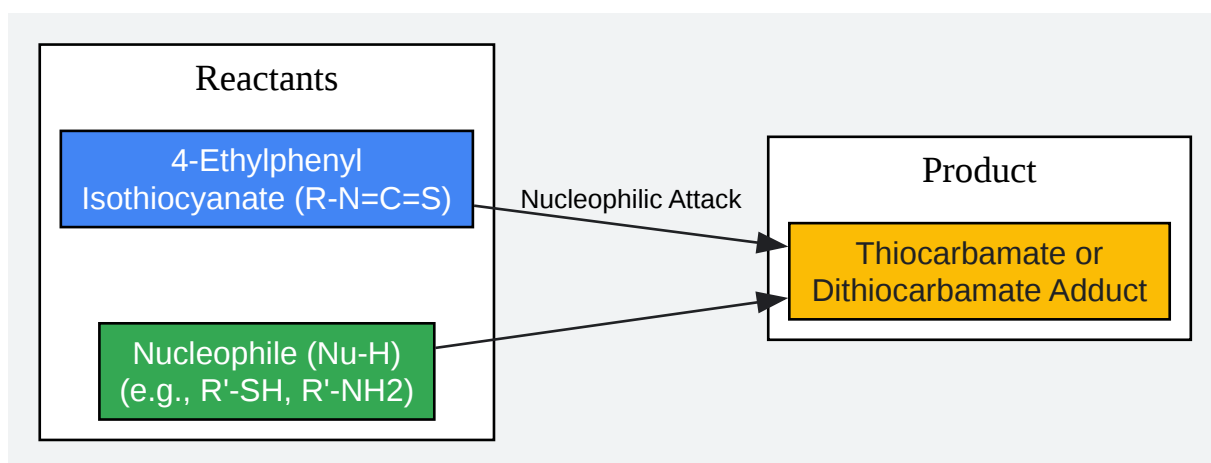 Reactants
4-Ethylphenyl
Isothiocyanate (R-N=C=S)
Nucleophilic Attack
Nucleophile (Nu-H)
(e.g., R'-SH, R'-NH2)
Product
Thiocarbamate or
Dithiocarbamate Adduct